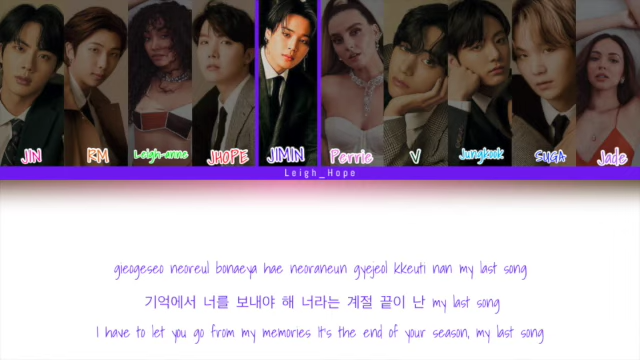 JIN RM Leigh-anne JHOPE JIMIN Perrie V Jungkook SUGA Jade
Leigh_Hope
gieogeseo neoreul bonaeya hae neoraneun gyejeol kkeuti nan my last song
기억에서 너를 보내야 해 너라는 계절 끝이 난 my last song
I have to let you go from my memories it's the end of your season, my last song